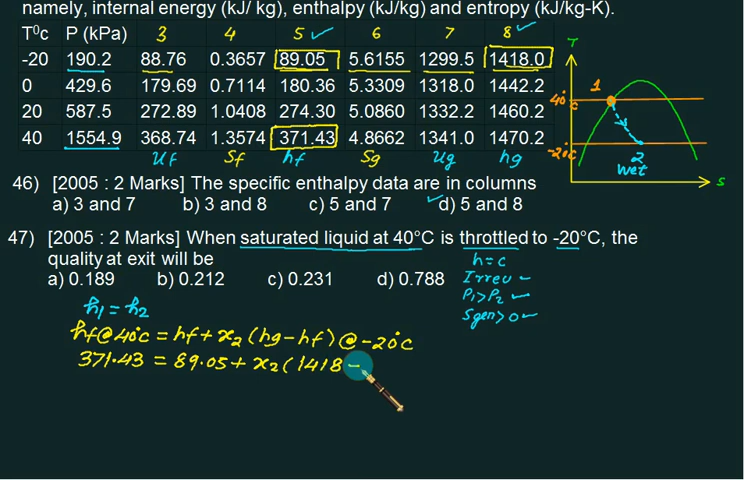 namely, internal energy (kJ/ kg), enthalpy (kJ/kg) and entropy (kJ/kg-K).
T⁰c P (kPa) 3 4 5 ✓ 6 7 8 ✓
-20 190.2 88.76 0.3657 89.05 5.6155 1299.5 1418.0
0 429.6 179.69 0.7114 180.36 5.3309 1318.0 1442.2
20 587.5 272.89 1.0408 274.30 5.0860 1332.2 1460.2
40 1554.9 368.74 1.3574 371.43 4.8662 1341.0 1470.2
uf sf hf sg ug hg
T
1
40°C
-20°C
2
wet
s
46) [2005 : 2 Marks] The specific enthalpy data are in columns
a) 3 and 7 b) 3 and 8 c) 5 and 7 ✓d) 5 and 8
47) [2005 : 2 Marks] When saturated liquid at 40°C is throttled to -20°C, the
quality at exit will be
a) 0.189 b) 0.212 c) 0.231 d) 0.788
h=c
Irrev ✓
P1>P2 ✓
Sgen>0 ✓
h1 = h2
hf@40°C = hf + x2 (hg - hf) @ -20°C
371.43 = 89.05 + x2 (1418 -